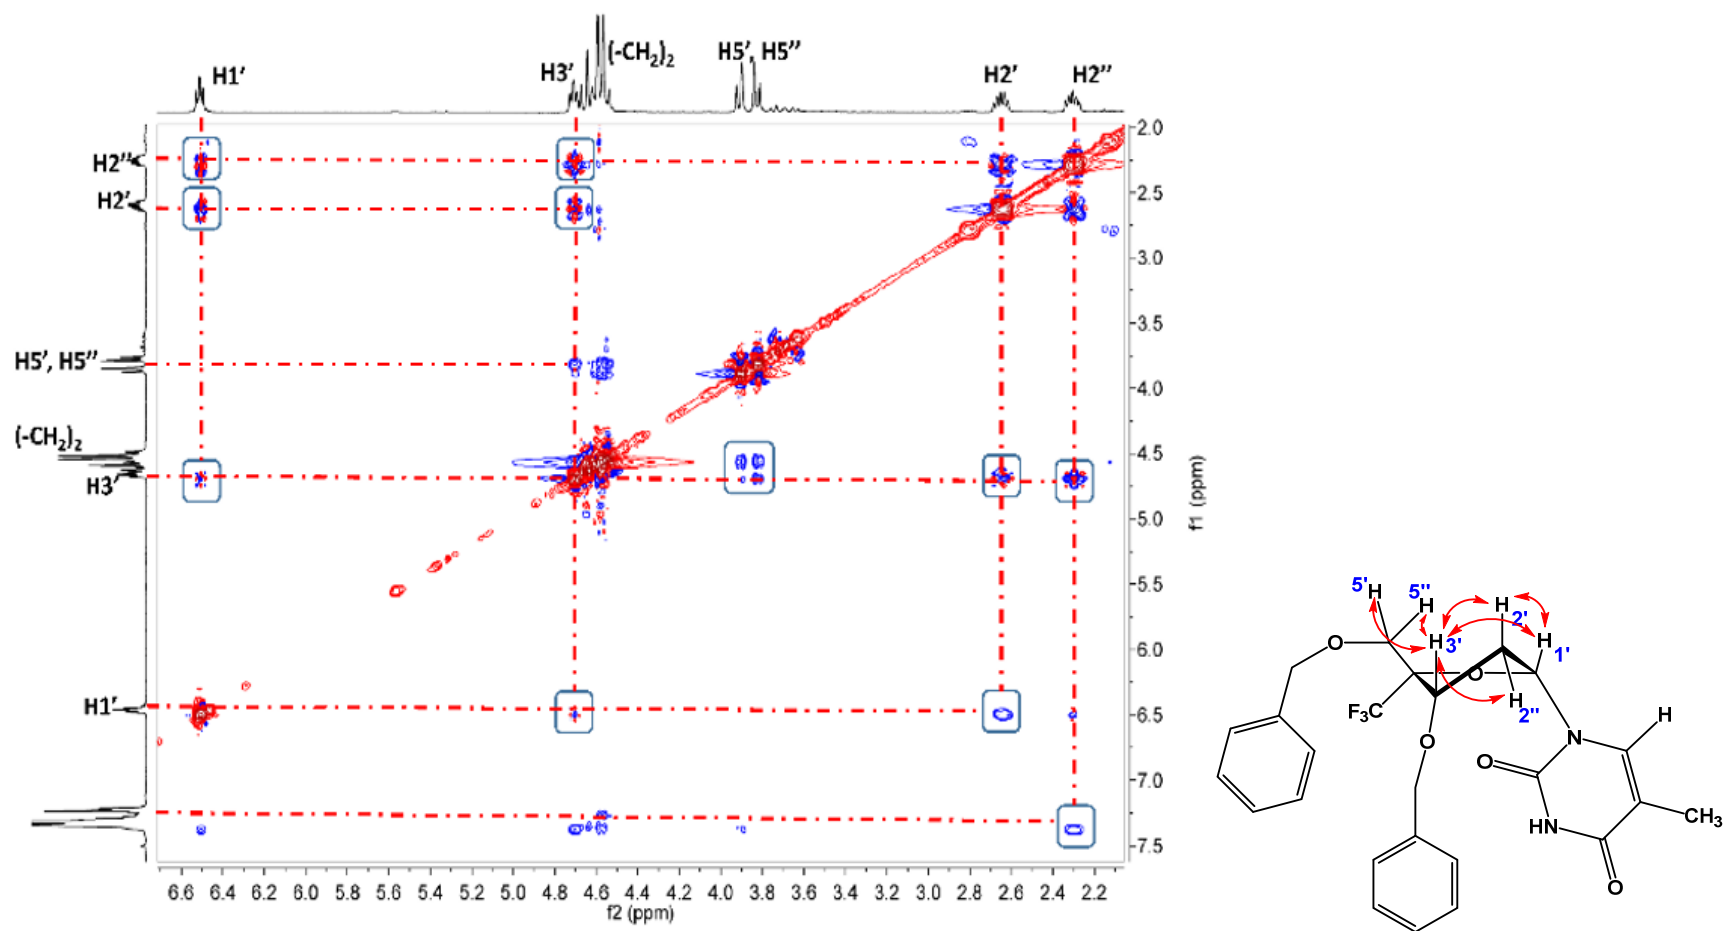 H1'
H3'
(-CH₂)₂
H5', H5''
H2'
H2''
H2''
H2'
H5', H5''
(-CH₂)₂
H3'
H1'
2.0
2.5
3.0
3.5
4.0
4.5
5.0
5.5
6.0
6.5
7.0
7.5
f1 (ppm)
6.6 6.4 6.2 6.0 5.8 5.6 5.4 5.2 5.0 4.8 4.6 4.4 4.2 4.0 3.8 3.6 3.4 3.2 3.0 2.8 2.6 2.4 2.2
f2 (ppm)
5' H
5'' H
H 2'
H 3'
H 1'
O
O
H 2''
F₃C
O
N
H
O
HN
CH₃
O